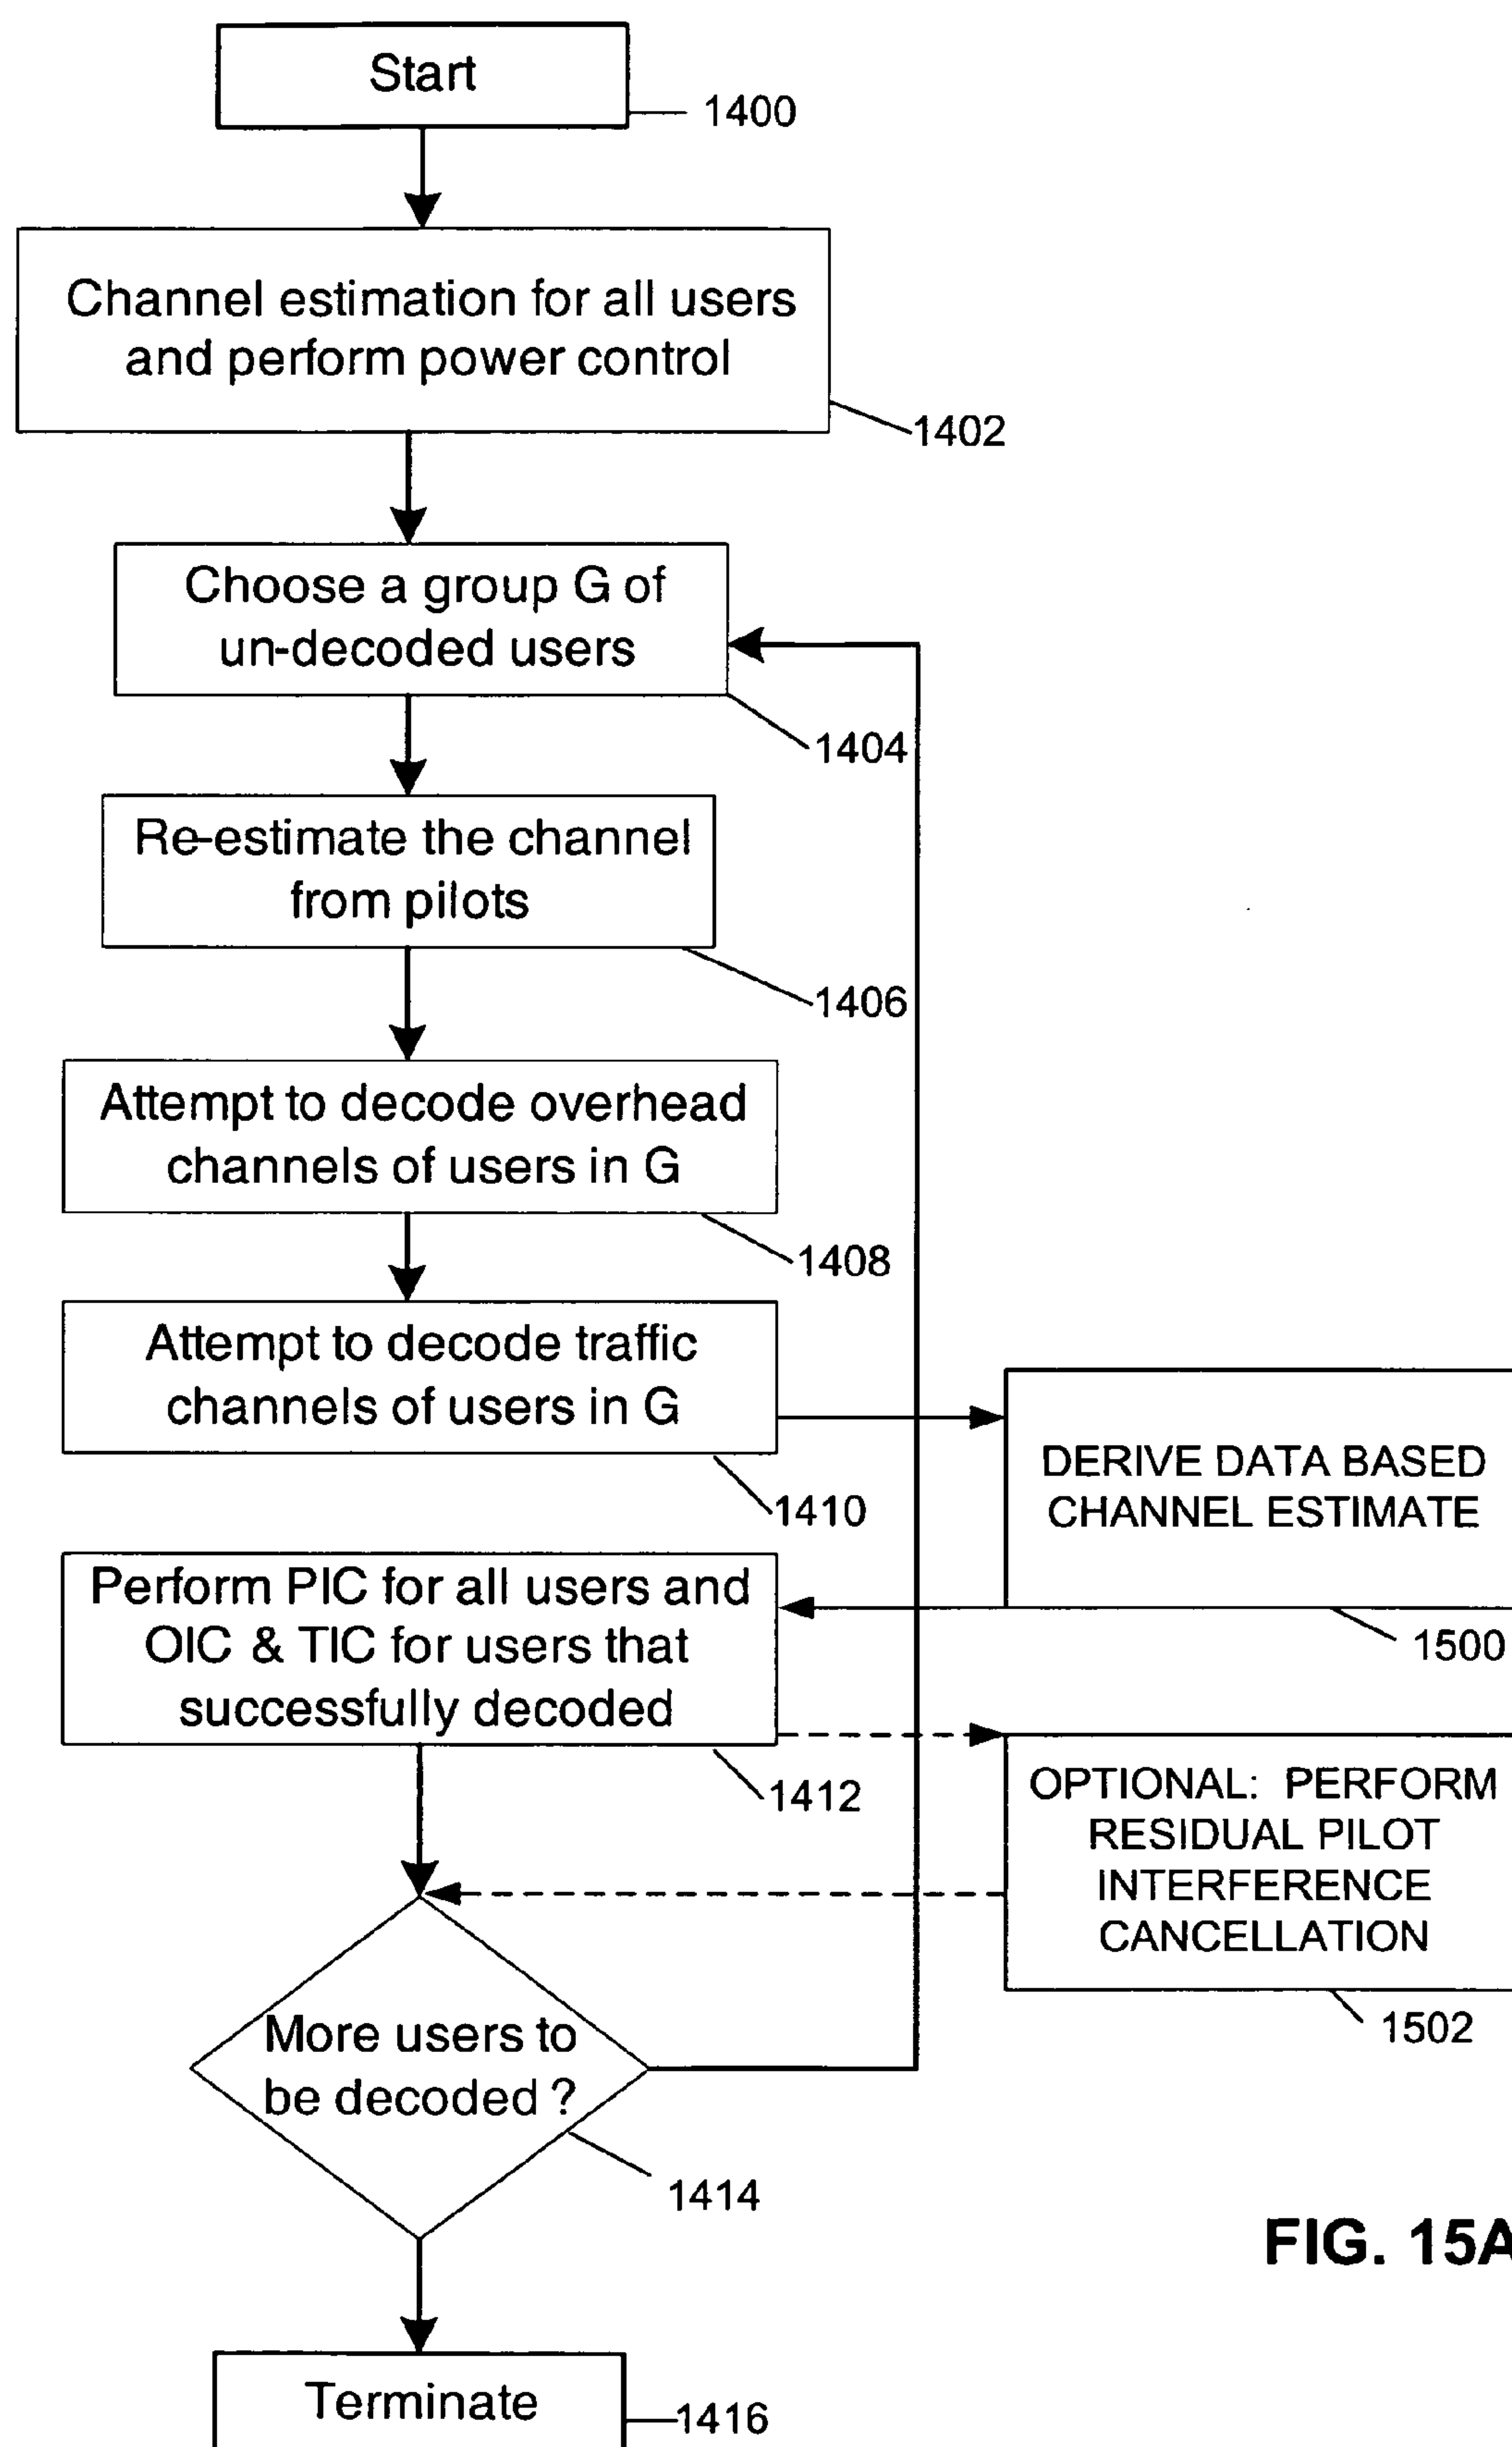 Start
1400
Channel estimation for all users
and perform power control
1402
Choose a group G of
un-decoded users
1404
Re-estimate the channel
from pilots
1406
Attempt to decode overhead
channels of users in G
1408
Attempt to decode traffic
channels of users in G
1410
DERIVE DATA BASED
CHANNEL ESTIMATE
1500
Perform PIC for all users and
OIC & TIC for users that
successfully decoded
1412
OPTIONAL: PERFORM
RESIDUAL PILOT
INTERFERENCE
CANCELLATION
1502
More users to
be decoded ?
1414
FIG. 15A
Terminate
1416